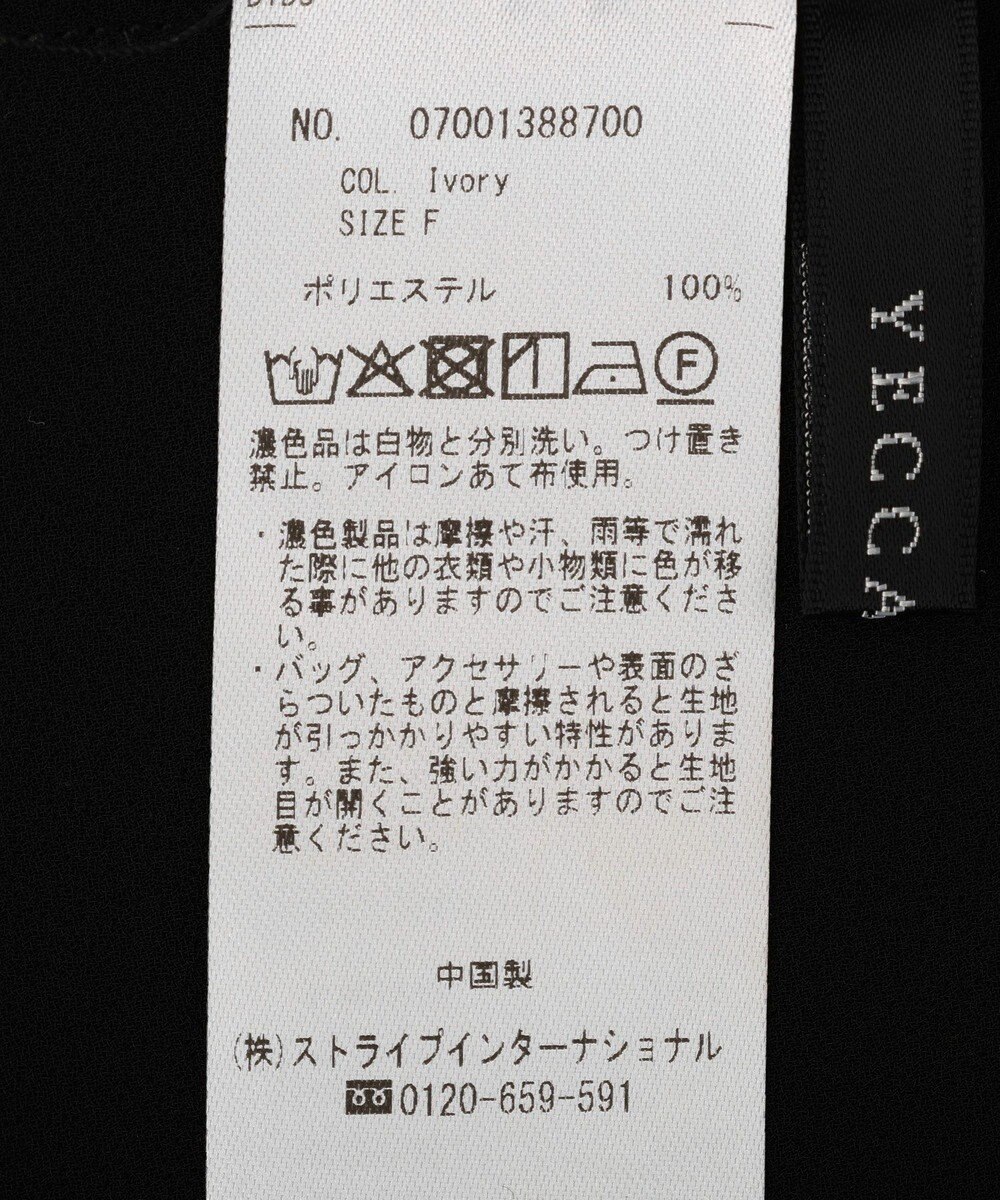 NO. 07001388700
COL. Ivory
SIZE F
ポリエステル 100%
F
濃色品は白物と分別洗い。つけ置き
禁止。アイロンあて布使用。
・濃色製品は摩擦や汗、雨等で濡れ
た際に他の衣類や小物類に色が移
る事がありますのでご注意くださ
い。
・バッグ、アクセサリーや表面のざ
らついたものと摩擦されると生地
が引っかかりやすい特性がありま
す。また、強い力がかかると生地
目が開くことがありますのでご注
意ください。
中国製
(株)ストライプインターナショナル
0120-659-591
YECCA